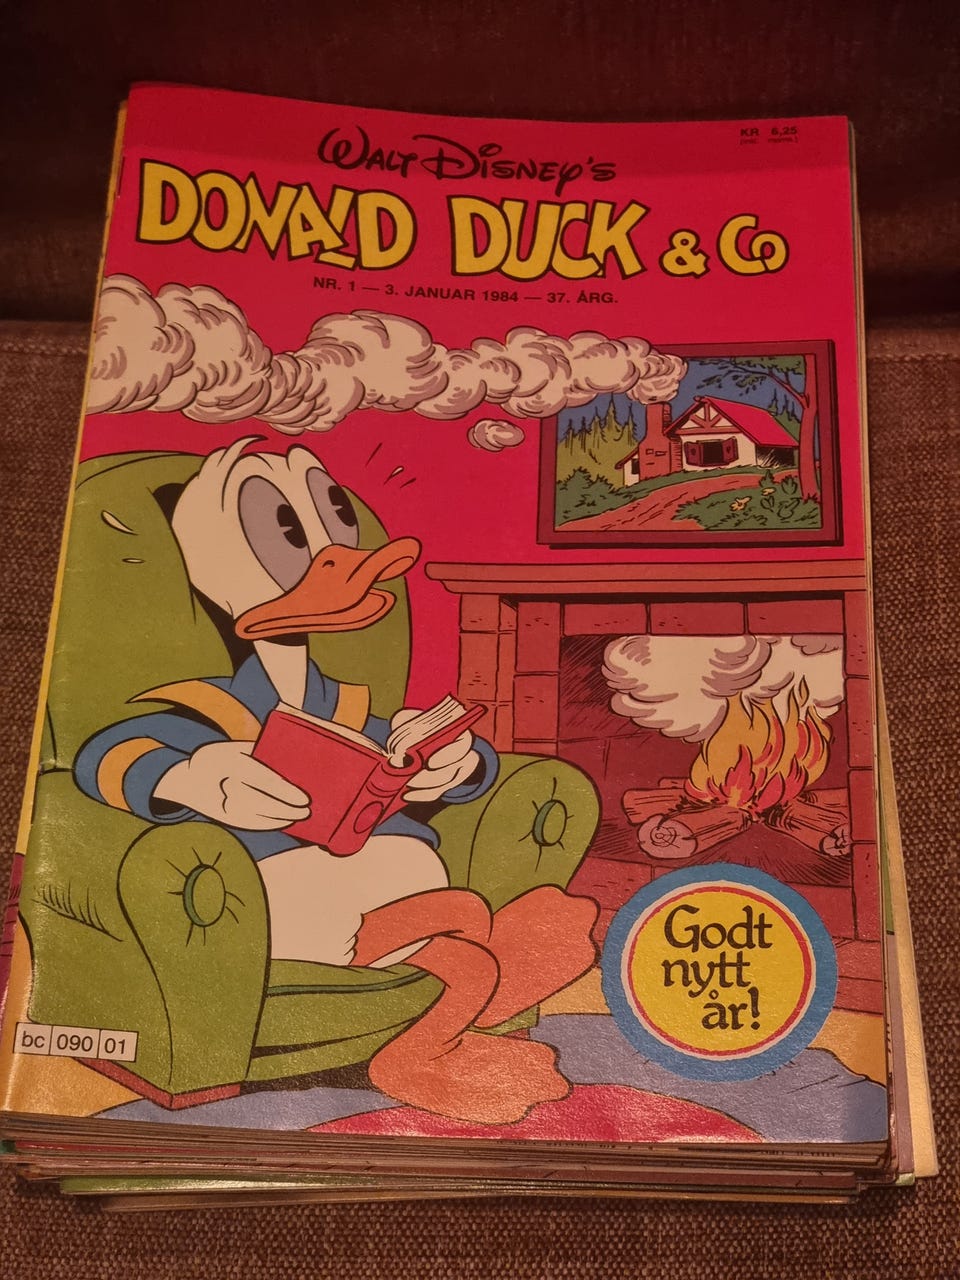 KR 6,25
(inkl. moms.)
WALT DISNEY'S
DONALD DUCK & Co
NR. 1 — 3. JANUAR 1984 — 37. ÅRG.
Godt
nytt
år!
bc 090 01